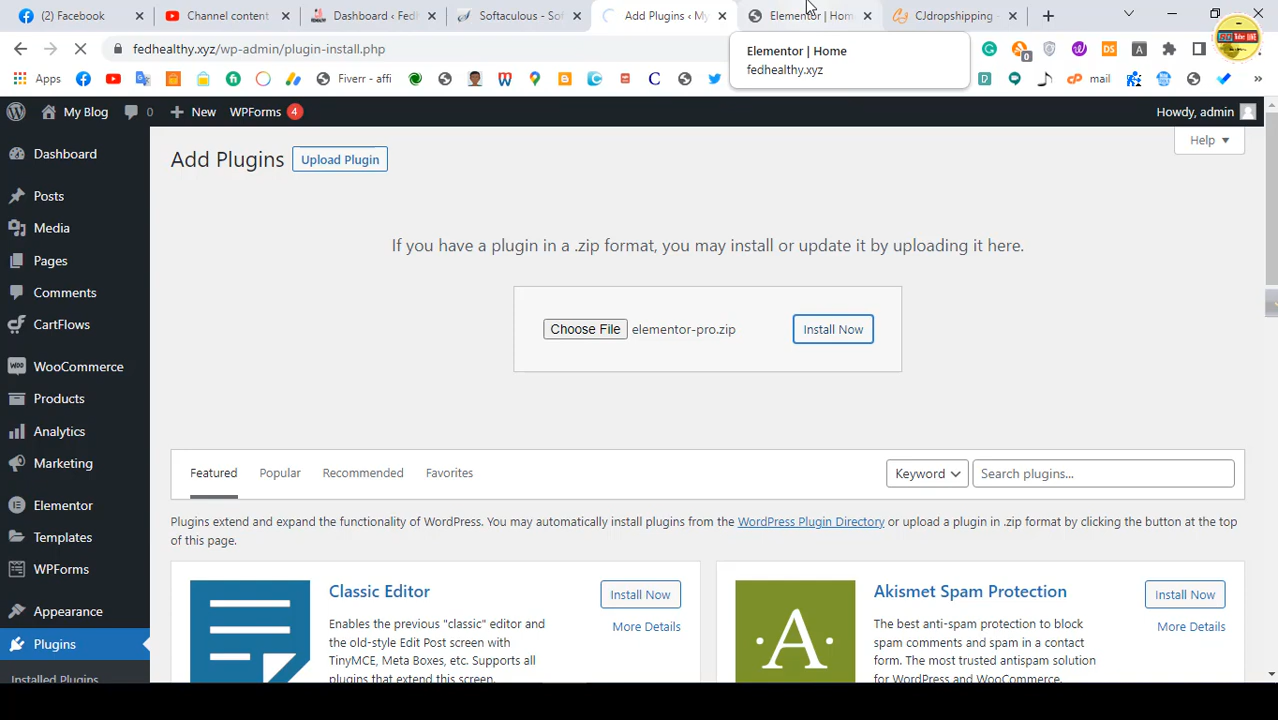 (2) Facebook
Channel content
Dashboard ‹ Fedh
Softaculous - Sof
Add Plugins ‹ My
Elementor | Hom
CJdropshipping -
fedhealthy.xyz/wp-admin/plugin-install.php
Elementor | Home
fedhealthy.xyz
Apps
Fiverr - affi
mail
My Blog
0
New
WPForms
4
Howdy, admin
Dashboard
Posts
Media
Pages
Comments
CartFlows
WooCommerce
Products
Analytics
Marketing
Elementor
Templates
WPForms
Appearance
Plugins
Installed Plugins
Add Plugins
Upload Plugin
Help
If you have a plugin in a .zip format, you may install or update it by uploading it here.
Choose File elementor-pro.zip
Install Now
Featured
Popular
Recommended
Favorites
Keyword
Search plugins...
Plugins extend and expand the functionality of WordPress. You may automatically install plugins from the WordPress Plugin Directory or upload a plugin in .zip format by clicking the button at the top
of this page.
Classic Editor
Install Now
More Details
Enables the previous "classic" editor and
the old-style Edit Post screen with
TinyMCE, Meta Boxes, etc. Supports all
plugins that extend this screen.
Akismet Spam Protection
Install Now
More Details
The best anti-spam protection to block
spam comments and spam in a contact
form. The most trusted antispam solution
for WordPress and WooCommerce.